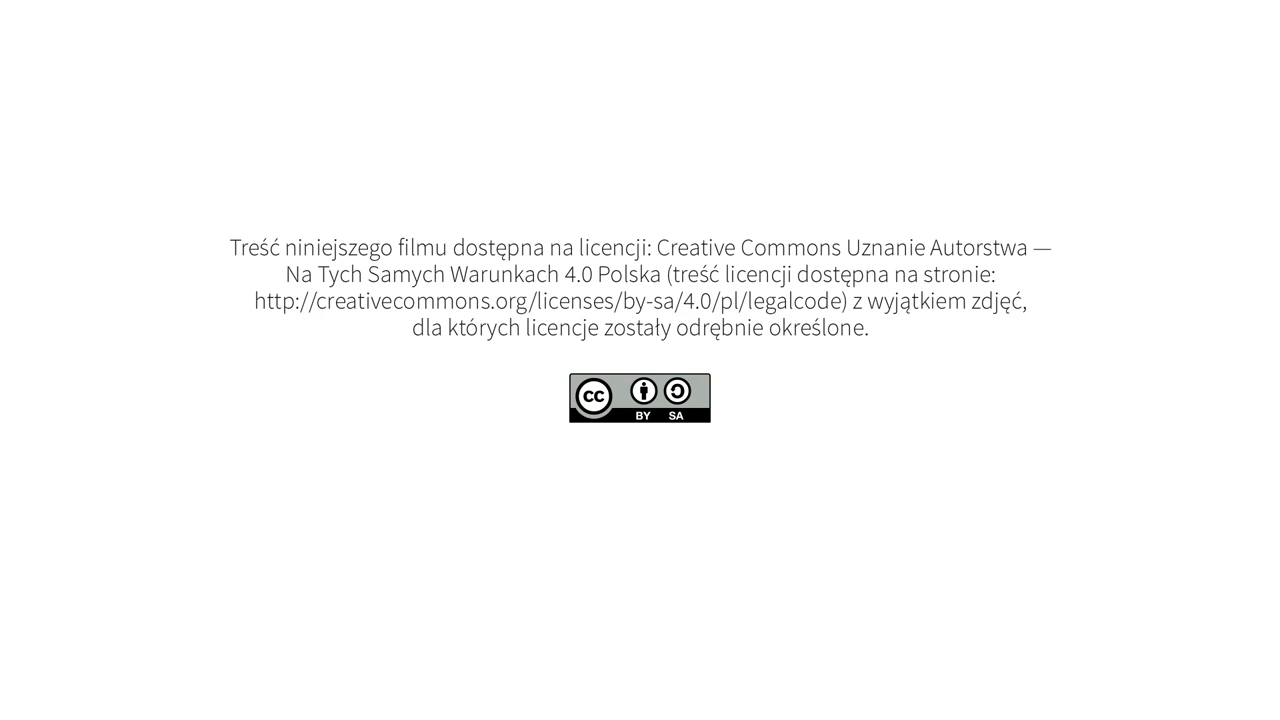 Treść niniejszego filmu dostępna na licencji: Creative Commons Uznanie Autorstwa —
Na Tych Samych Warunkach 4.0 Polska (treść licencji dostępna na stronie:
http://creativecommons.org/licenses/by-sa/4.0/pl/legalcode) z wyjątkiem zdjęć,
dla których licencje zostały odrębnie określone.
cc
BY SA